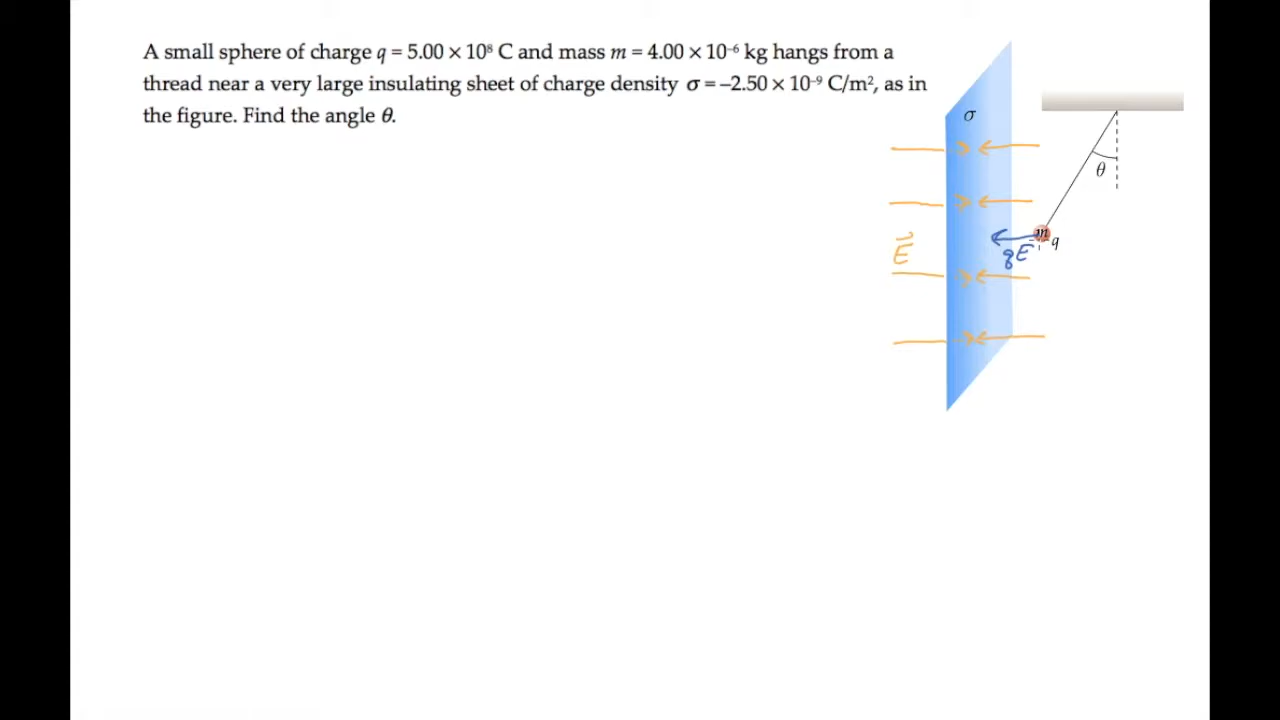 A small sphere of charge q = 5.00 × 10⁸ C and mass m = 4.00 × 10⁻⁶ kg hangs from a
thread near a very large insulating sheet of charge density σ = –2.50 × 10⁻⁹ C/m², as in
the figure. Find the angle θ.
σ
θ
m
q
E⃗
qE